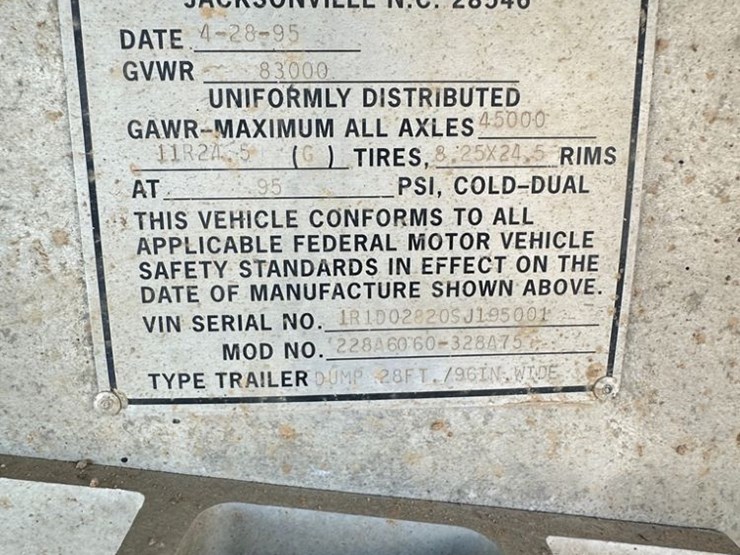 JACKSONVILLE N.C. 28540
DATE 4-28-95
GVWR 83000
UNIFORMLY DISTRIBUTED
GAWR-MAXIMUM ALL AXLES 45000
11R24.5 (G) TIRES, 8.25X24.5 RIMS
AT 95 PSI, COLD-DUAL
THIS VEHICLE CONFORMS TO ALL
APPLICABLE FEDERAL MOTOR VEHICLE
SAFETY STANDARDS IN EFFECT ON THE
DATE OF MANUFACTURE SHOWN ABOVE.
VIN SERIAL NO. 1R1D02820SJ195001
MOD NO.
TYPE TRAILER DUMP 28FT./96IN.WIDE